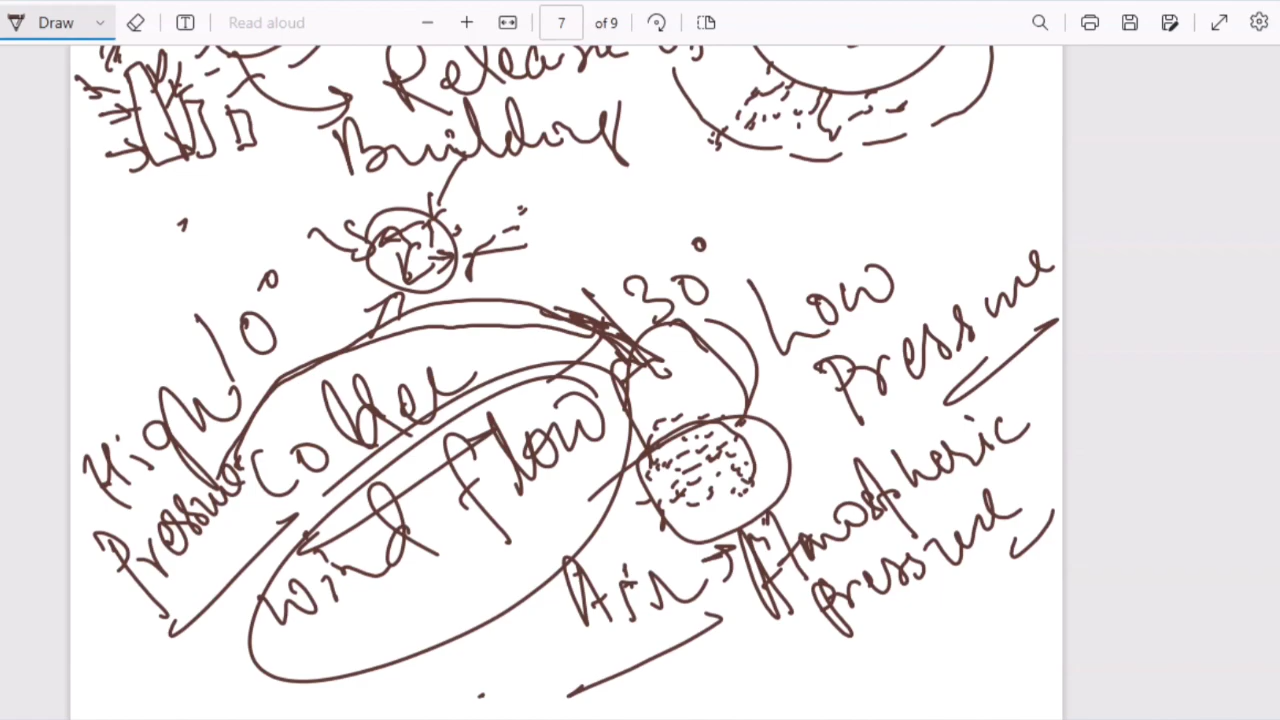 Draw
Read aloud
7 of 9
Release
Building
30° Low
Pressure
10°
High
Pressure
Colder
Wind flow
Air
Atmospheric
pressure